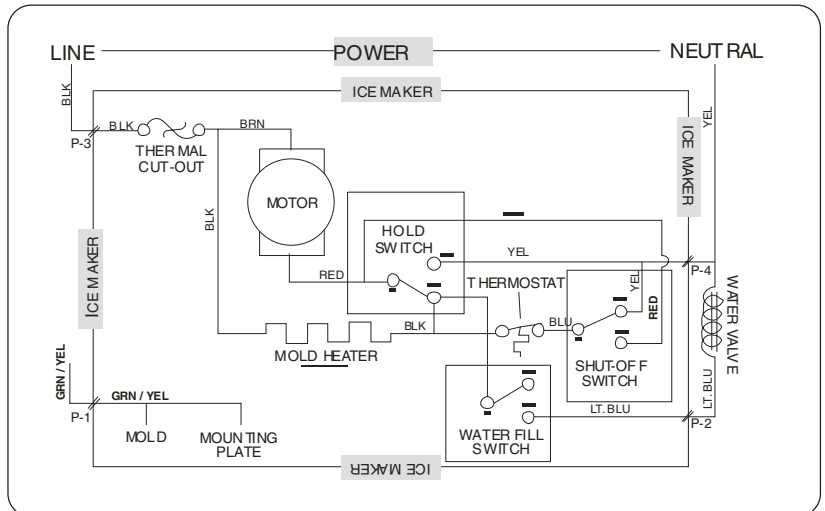 LINE POWER NEUTRAL
BLK
ICE MAKER
YEL
BLK
BRN
P-3
THERMAL
CUT-OUT
ICE MAKER
MOTOR
BLK
HOLD
SWITCH
YEL
P-4
RED
THERMOSTAT
YEL
RED
WATER VALVE
ICE MAKER
BLK
BLU
MOLD HEATER
SHUT-OFF
SWITCH
GRN / YEL
GRN / YEL
LT. BLU
LT. BLU
P-1
P-2
MOLD
MOUNTING
PLATE
WATER FILL
SWITCH
ICE MAKER